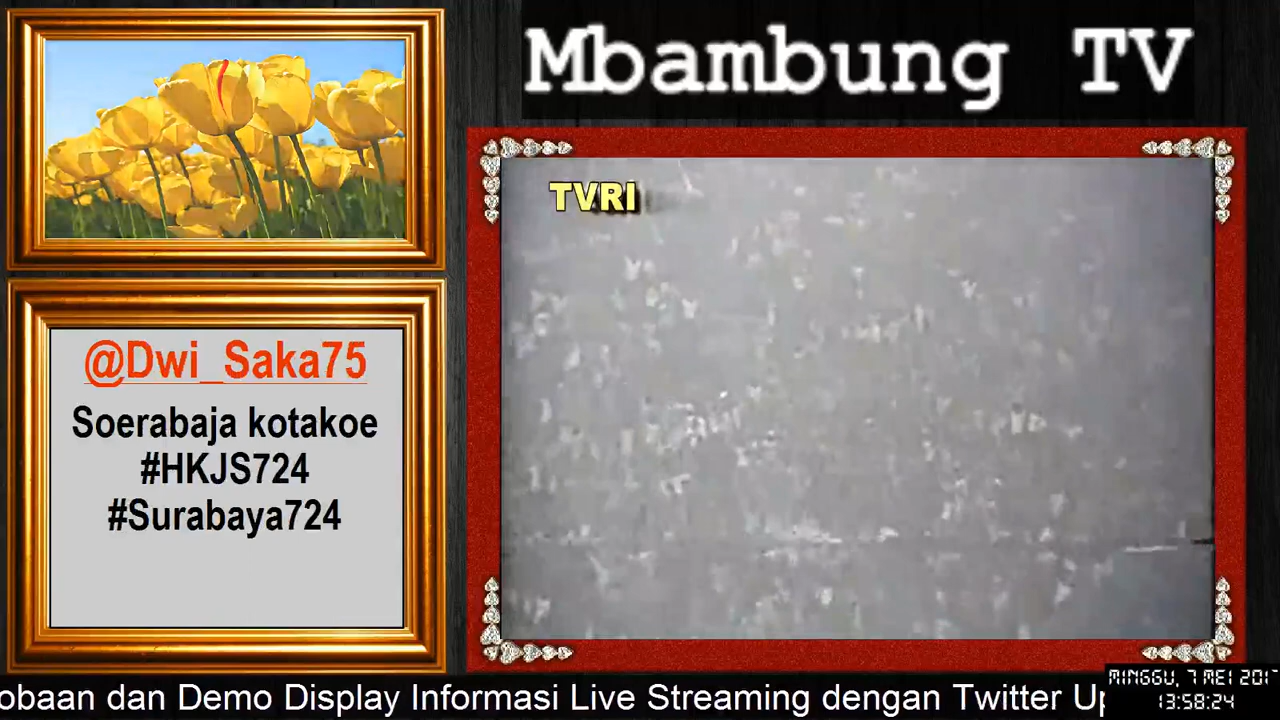 Mbambung TV
TVRI
@Dwi_Saka75
Soerabaja kotakoe
#HKJS724
#Surabaya724
obaan dan Demo Display Informasi Live Streaming dengan Twitter Up
MINGGU, 7 MEI 2017
13:58:24